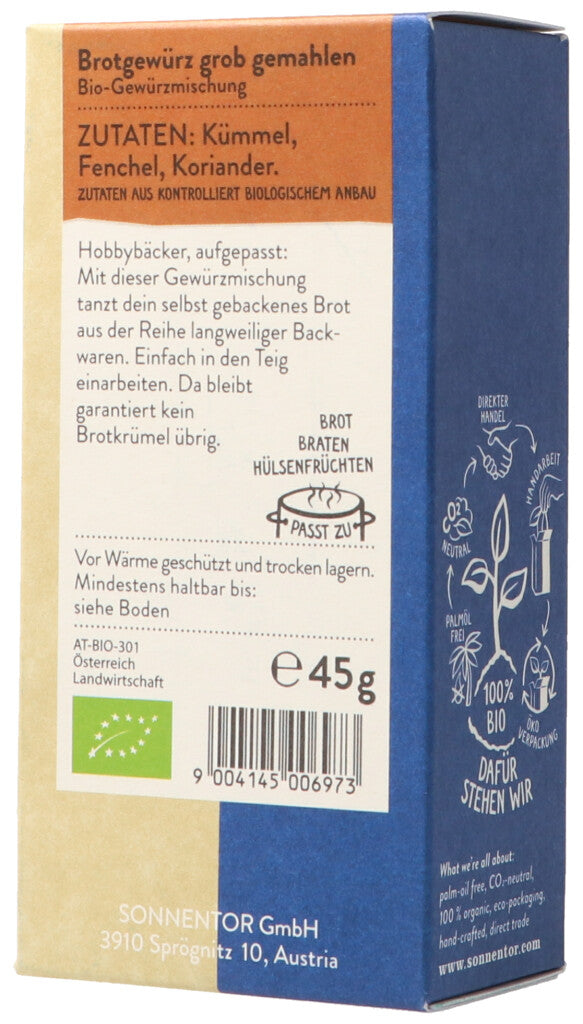 Brotgewürz grob gemahlen
Bio-Gewürzmischung
ZUTATEN: Kümmel,
Fenchel, Koriander.
ZUTATEN AUS KONTROLLIERT BIOLOGISCHEM ANBAU
Hobbybäcker, aufgepasst:
Mit dieser Gewürzmischung
tanzt dein selbst gebackenes Brot
aus der Reihe langweiliger Back-
waren. Einfach in den Teig
einarbeiten. Da bleibt
garantiert kein
Brotkrümel übrig.
BROT
BRATEN
HÜLSENFRÜCHTEN
PASST ZU
Vor Wärme geschützt und trocken lagern.
Mindestens haltbar bis:
siehe Boden
AT-BIO-301
Österreich
Landwirtschaft
℮45g
9 004145 006973
SONNENTOR GmbH
3910 Sprögnitz 10, Austria
DIREKTER
HANDEL
HANDARBEIT
CO2
NEUTRAL
PALMÖL
FREI
100%
BIO
ÖKO
VERPACKUNG
DAFÜR
STEHEN WIR
What we're all about:
palm-oil free, CO2-neutral,
100% organic, eco-packaging,
hand-crafted, direct trade
www.sonnentor.com